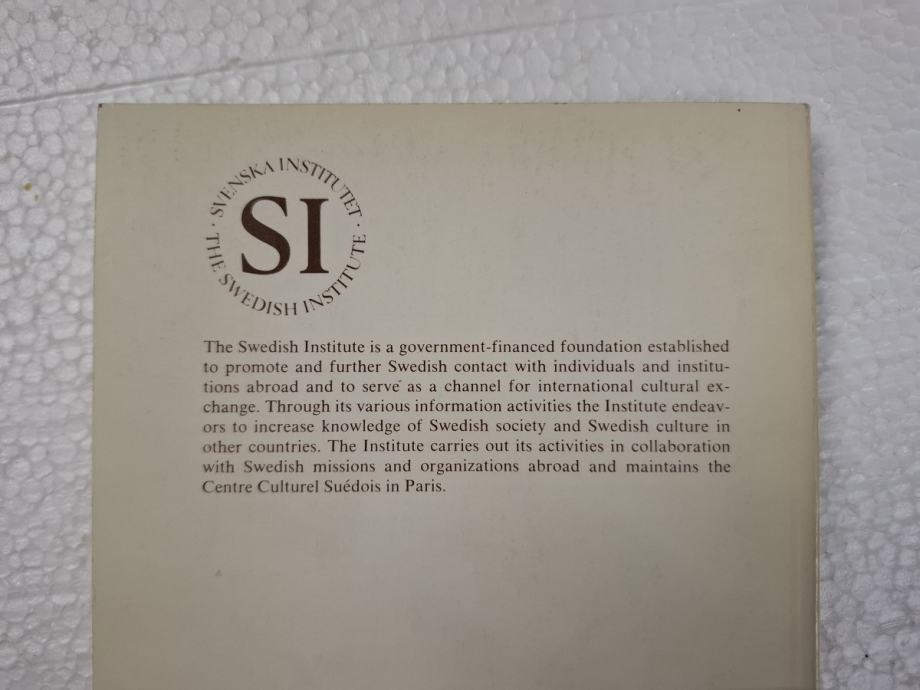 · SVENSKA INSTITUTET ·
THE SWEDISH INSTITUTE
SI
The Swedish Institute is a government-financed foundation established
to promote and further Swedish contact with individuals and institu-
tions abroad and to serve as a channel for international cultural ex-
change. Through its various information activities the Institute endeav-
ors to increase knowledge of Swedish society and Swedish culture in
other countries. The Institute carries out its activities in collaboration
with Swedish missions and organizations abroad and maintains the
Centre Culturel Suédois in Paris.